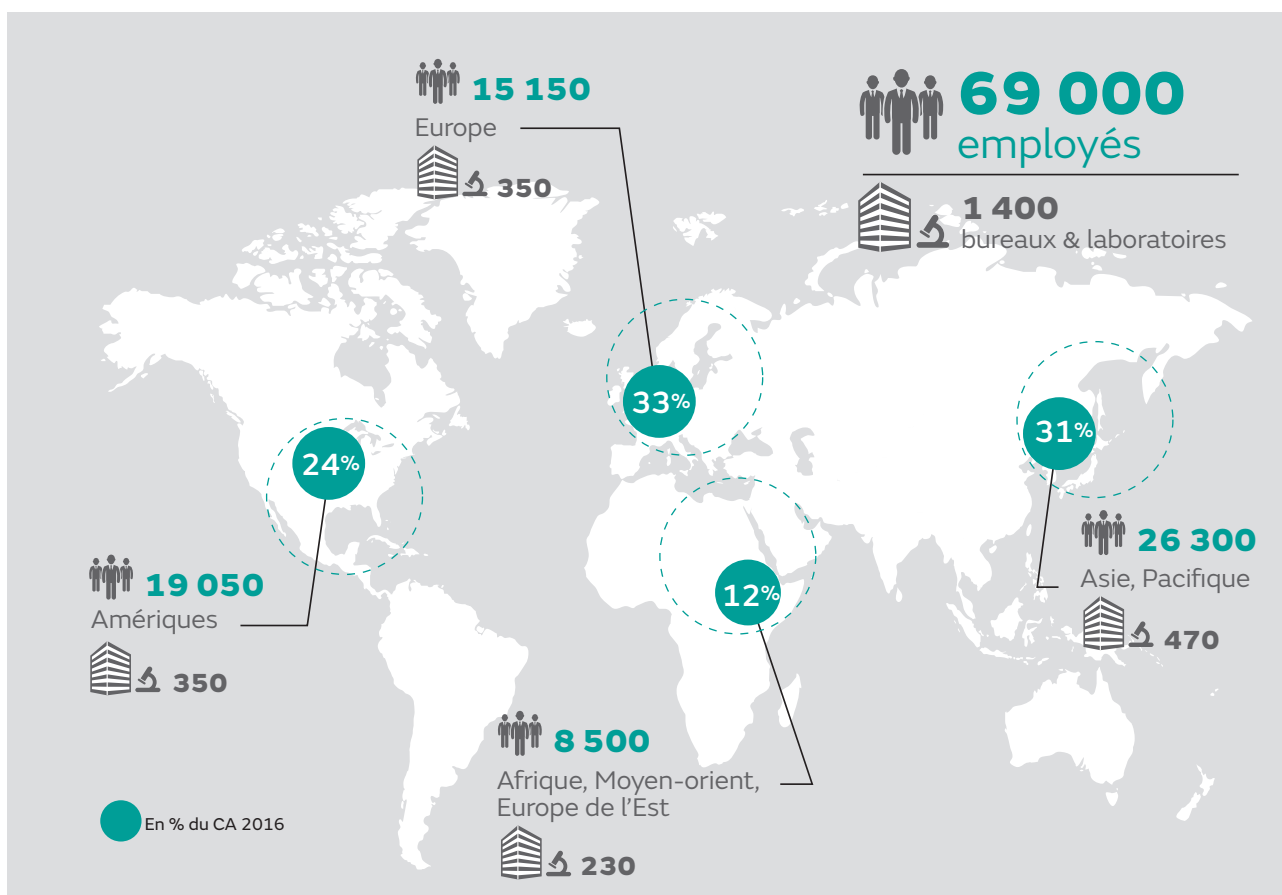 15 150
Europe
350
69 000
employés
1 400
bureaux & laboratoires
33%
24%
31%
12%
19 050
Amériques
350
26 300
Asie, Pacifique
470
8 500
Afrique, Moyen-orient,
Europe de l'Est
230
En % du CA 2016